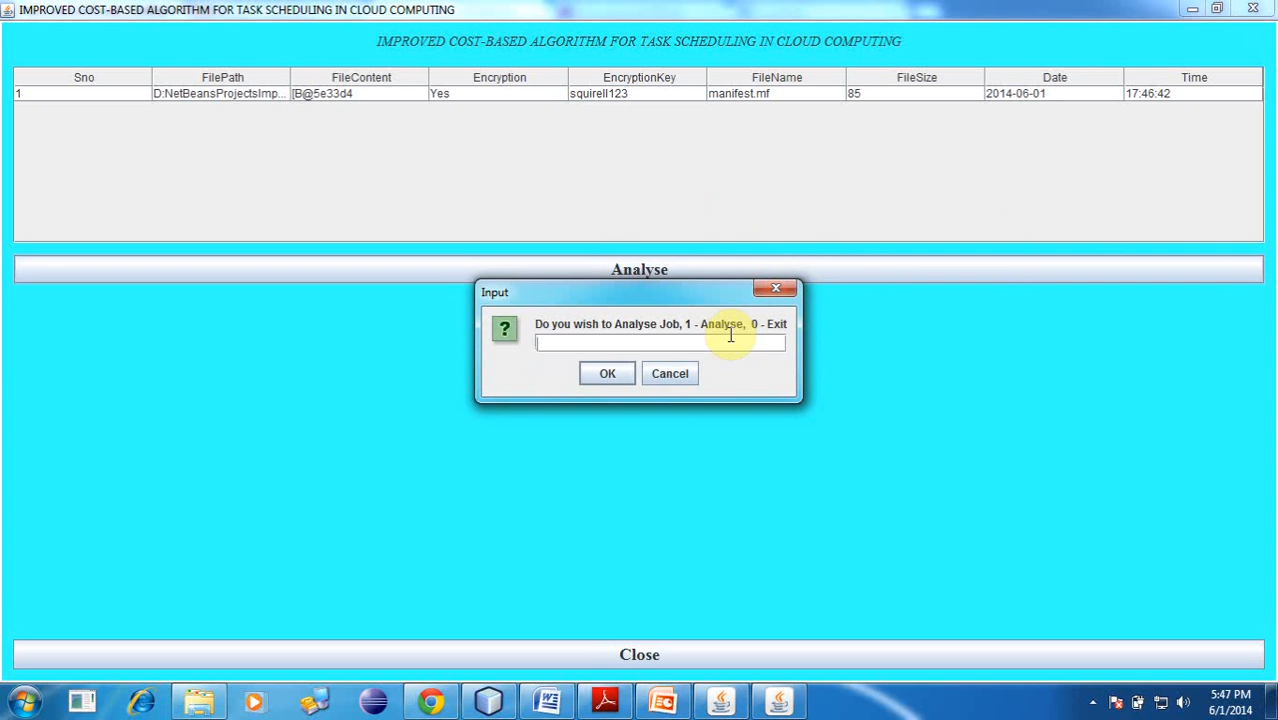 IMPROVED COST-BASED ALGORITHM FOR TASK SCHEDULING IN CLOUD COMPUTING
IMPROVED COST-BASED ALGORITHM FOR TASK SCHEDULING IN CLOUD COMPUTING
Sno FilePath FileContent Encryption EncryptionKey FileName FileSize Date Time
1 D:NetBeansProjectsImp... [B@5e33d4 Yes squirell123 manifest.mf 85 2014-06-01 17:46:42
Analyse
Input
Do you wish to Analyse Job, 1 - Analyse, 0 - Exit
OK Cancel
Close
5:47 PM
6/1/2014